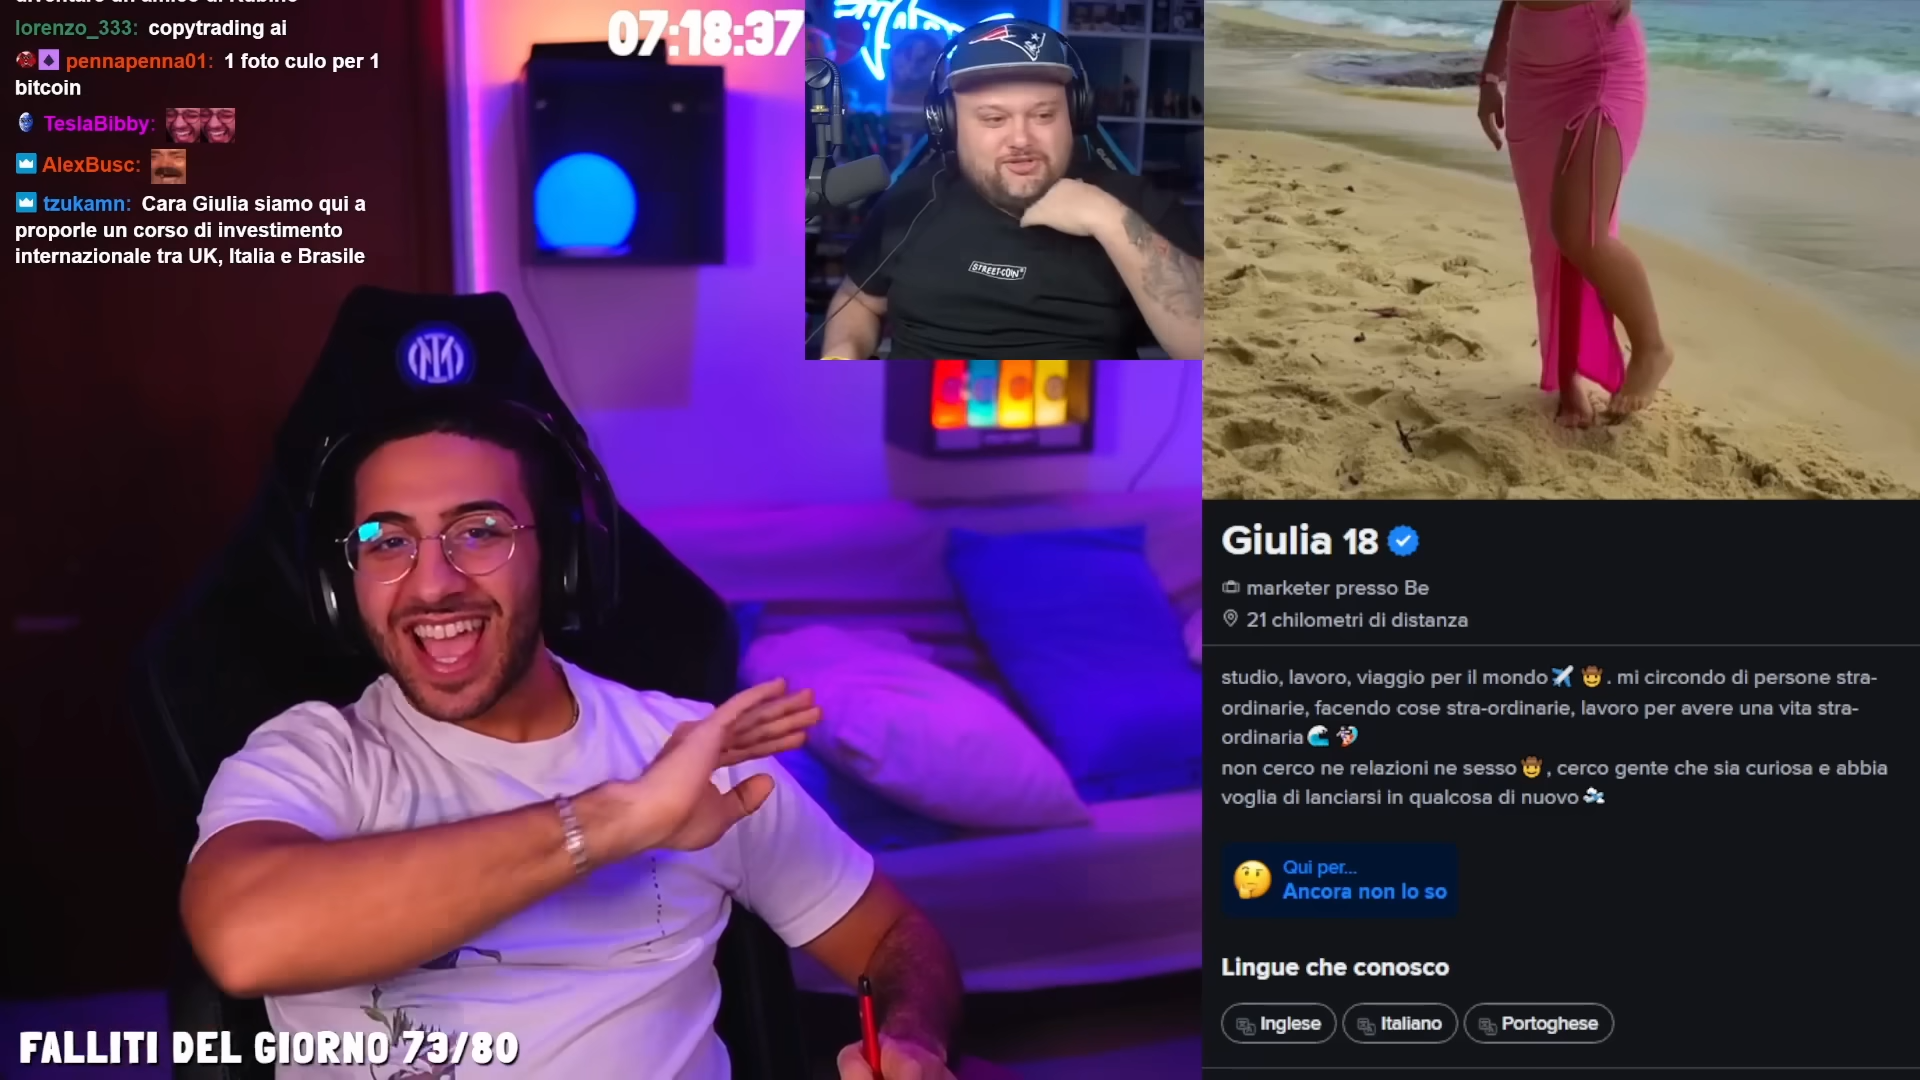 lorenzo_333: copytrading ai
pennapenna01: 1 foto culo per 1
bitcoin
TeslaBibby:
AlexBusc:
tzukamn: Cara Giulia siamo qui a
proporle un corso di investimento
internazionale tra UK, Italia e Brasile
07:18:37
STREET-COIN
Giulia 18
marketer presso Be
21 chilometri di distanza
studio, lavoro, viaggio per il mondo✈️ 🤠 . mi circondo di persone stra-
ordinarie, facendo cose stra-ordinarie, lavoro per avere una vita stra-
ordinaria🌊
non cerco ne relazioni ne sesso🤠 , cerco gente che sia curiosa e abbia
voglia di lanciarsi in qualcosa di nuovo
Qui per...
Ancora non lo so
Lingue che conosco
Inglese Italiano Portoghese
FALLITI DEL GIORNO 73/80